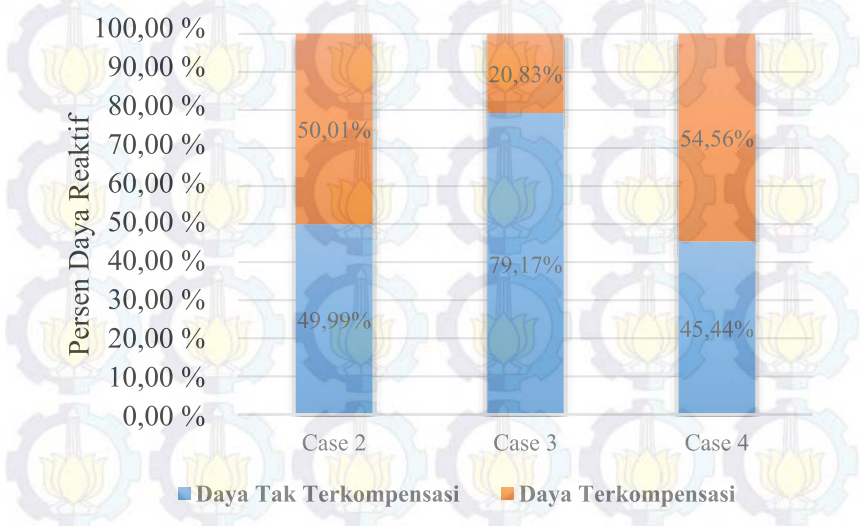 Persen Daya Reaktif
100,00 %
90,00 %
80,00 %
70,00 %
60,00 %
50,00 %
40,00 %
30,00 %
20,00 %
10,00 %
0,00 %
50,01%
20,83%
54,56%
49,99%
79,17%
45,44%
Case 2
Case 3
Case 4
Daya Tak Terkompensasi
Daya Terkompensasi